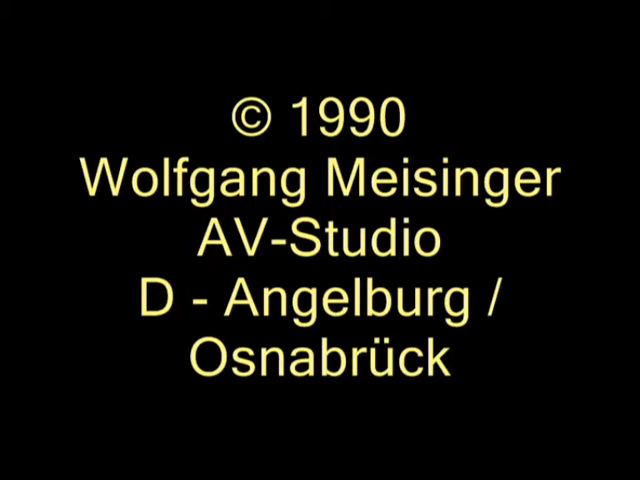 © 1990
Wolfgang Meisinger
AV-Studio
D - Angelburg /
Osnabrück